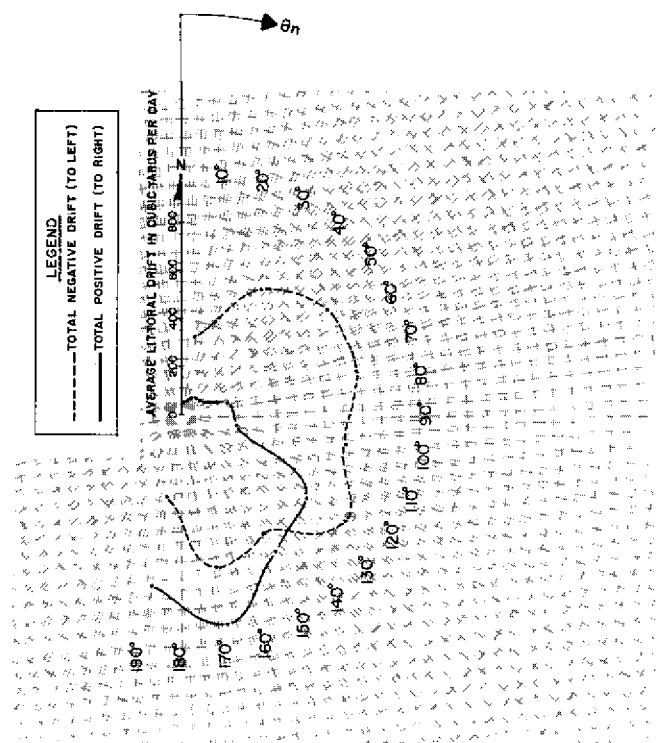 θn
LEGEND
TOTAL NEGATIVE DRIFT (TO LEFT)
TOTAL POSITIVE DRIFT (TO RIGHT)
AVERAGE LITTORAL DRIFT IN CUBIC YARDS PER DAY
0 200 400 600 800
N
10°
20°
30°
40°
50°
60°
70°
80°
90°
100°
110°
120°
130°
140°
150°
160°
170°
180°
190°